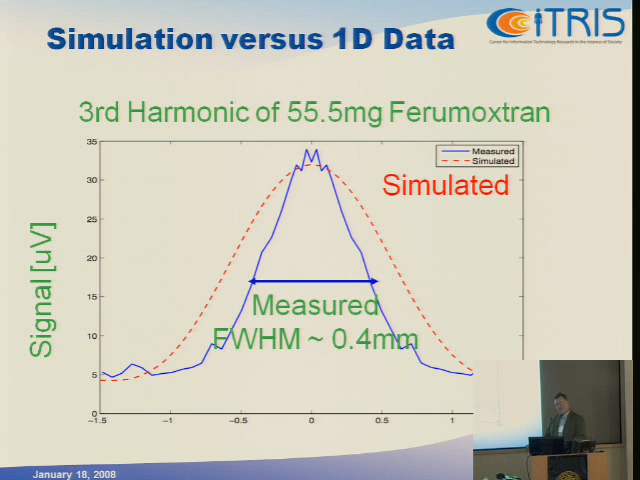 Simulation versus 1D Data
CiTRIS
Center for Information Technology Research in the Interest of Society
3rd Harmonic of 55.5mg Ferumoxtran
Signal [uV]
35
30
25
20
15
10
5
0
Measured
Simulated
Simulated
Measured
FWHM ~ 0.4mm
-1.5
-1
-0.5
0
0.5
1
January 18, 2008